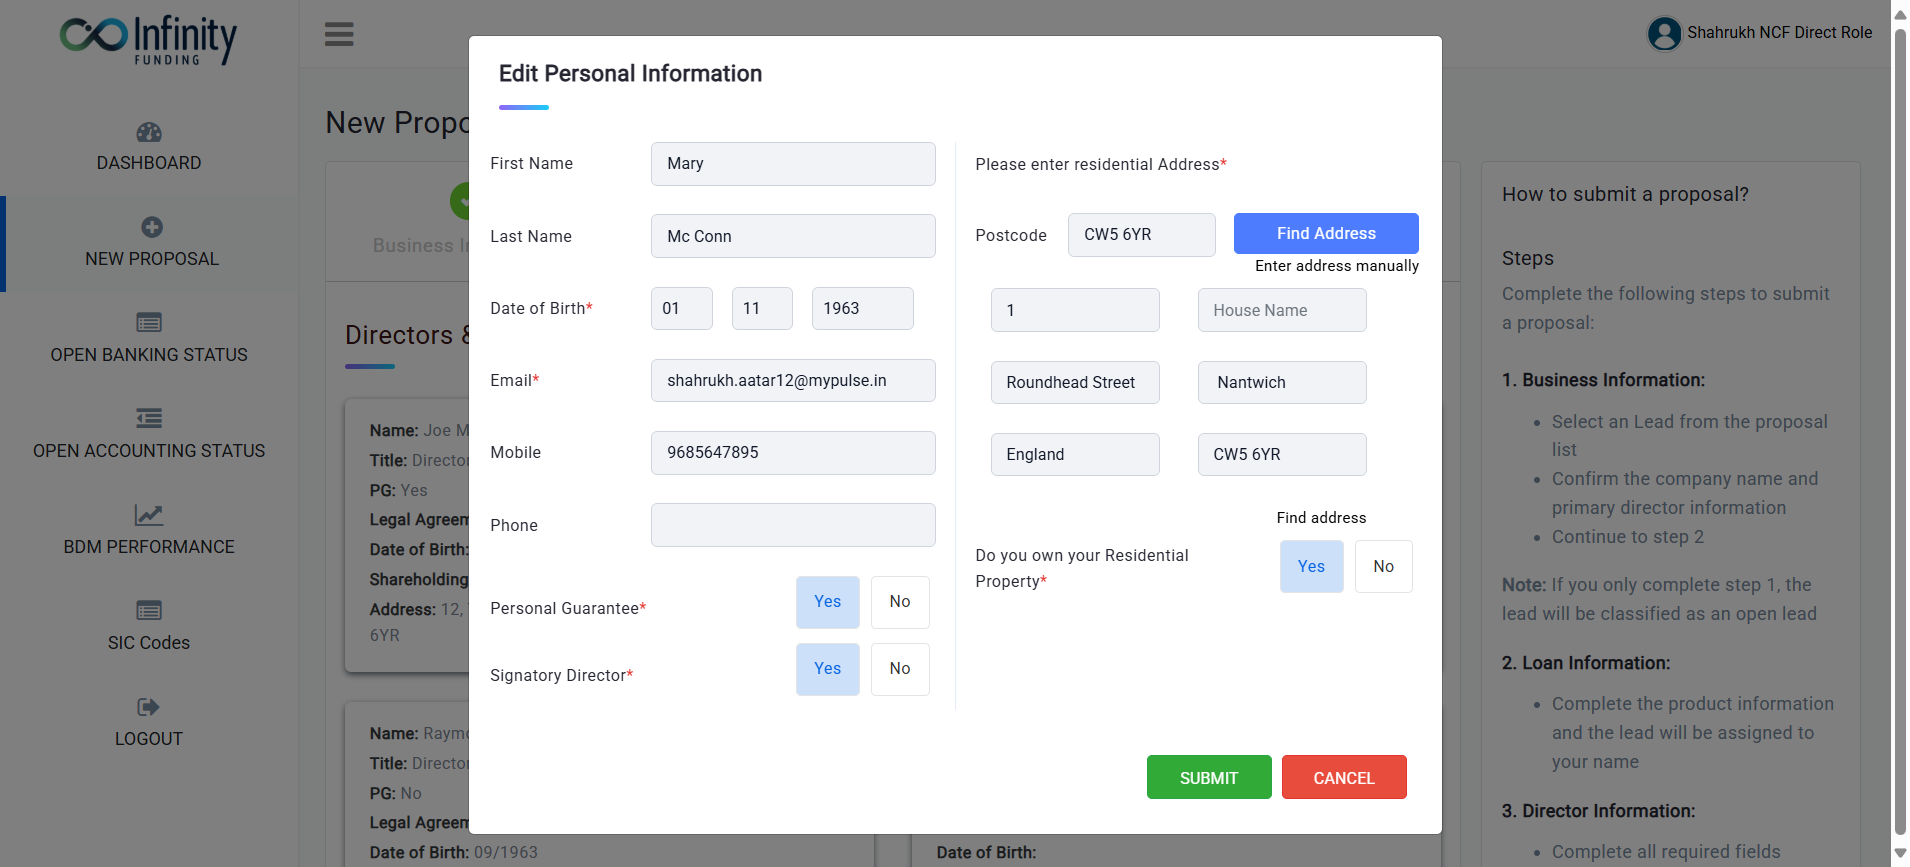 Infinity
FUNDING
DASHBOARD
NEW PROPOSAL
OPEN BANKING STATUS
OPEN ACCOUNTING STATUS
BDM PERFORMANCE
SIC Codes
LOGOUT
Shahrukh NCF Direct Role
New Propo
Business I
Directors &
Name: Joe M
Title: Director
PG: Yes
Legal Agreem
Date of Birth:
Shareholding
Address: 12,
6YR
Name: Raymo
Title: Director
PG: No
Legal Agreem
Date of Birth: 09/1963
Date of Birth:
Edit Personal Information
First Name
Mary
Last Name
Mc Conn
Date of Birth*
01
11
1963
Email*
shahrukh.aatar12@mypulse.in
Mobile
9685647895
Phone
Personal Guarantee*
Yes
No
Signatory Director*
Yes
No
Please enter residential Address*
Postcode
CW5 6YR
Find Address
Enter address manually
1
House Name
Roundhead Street
Nantwich
England
CW5 6YR
Find address
Do you own your Residential
Property*
Yes
No
SUBMIT
CANCEL
How to submit a proposal?
Steps
Complete the following steps to submit
a proposal:
1. Business Information:
• Select an Lead from the proposal
list
• Confirm the company name and
primary director information
• Continue to step 2
Note: If you only complete step 1, the
lead will be classified as an open lead
2. Loan Information:
• Complete the product information
and the lead will be assigned to
your name
3. Director Information:
• Complete all required fields